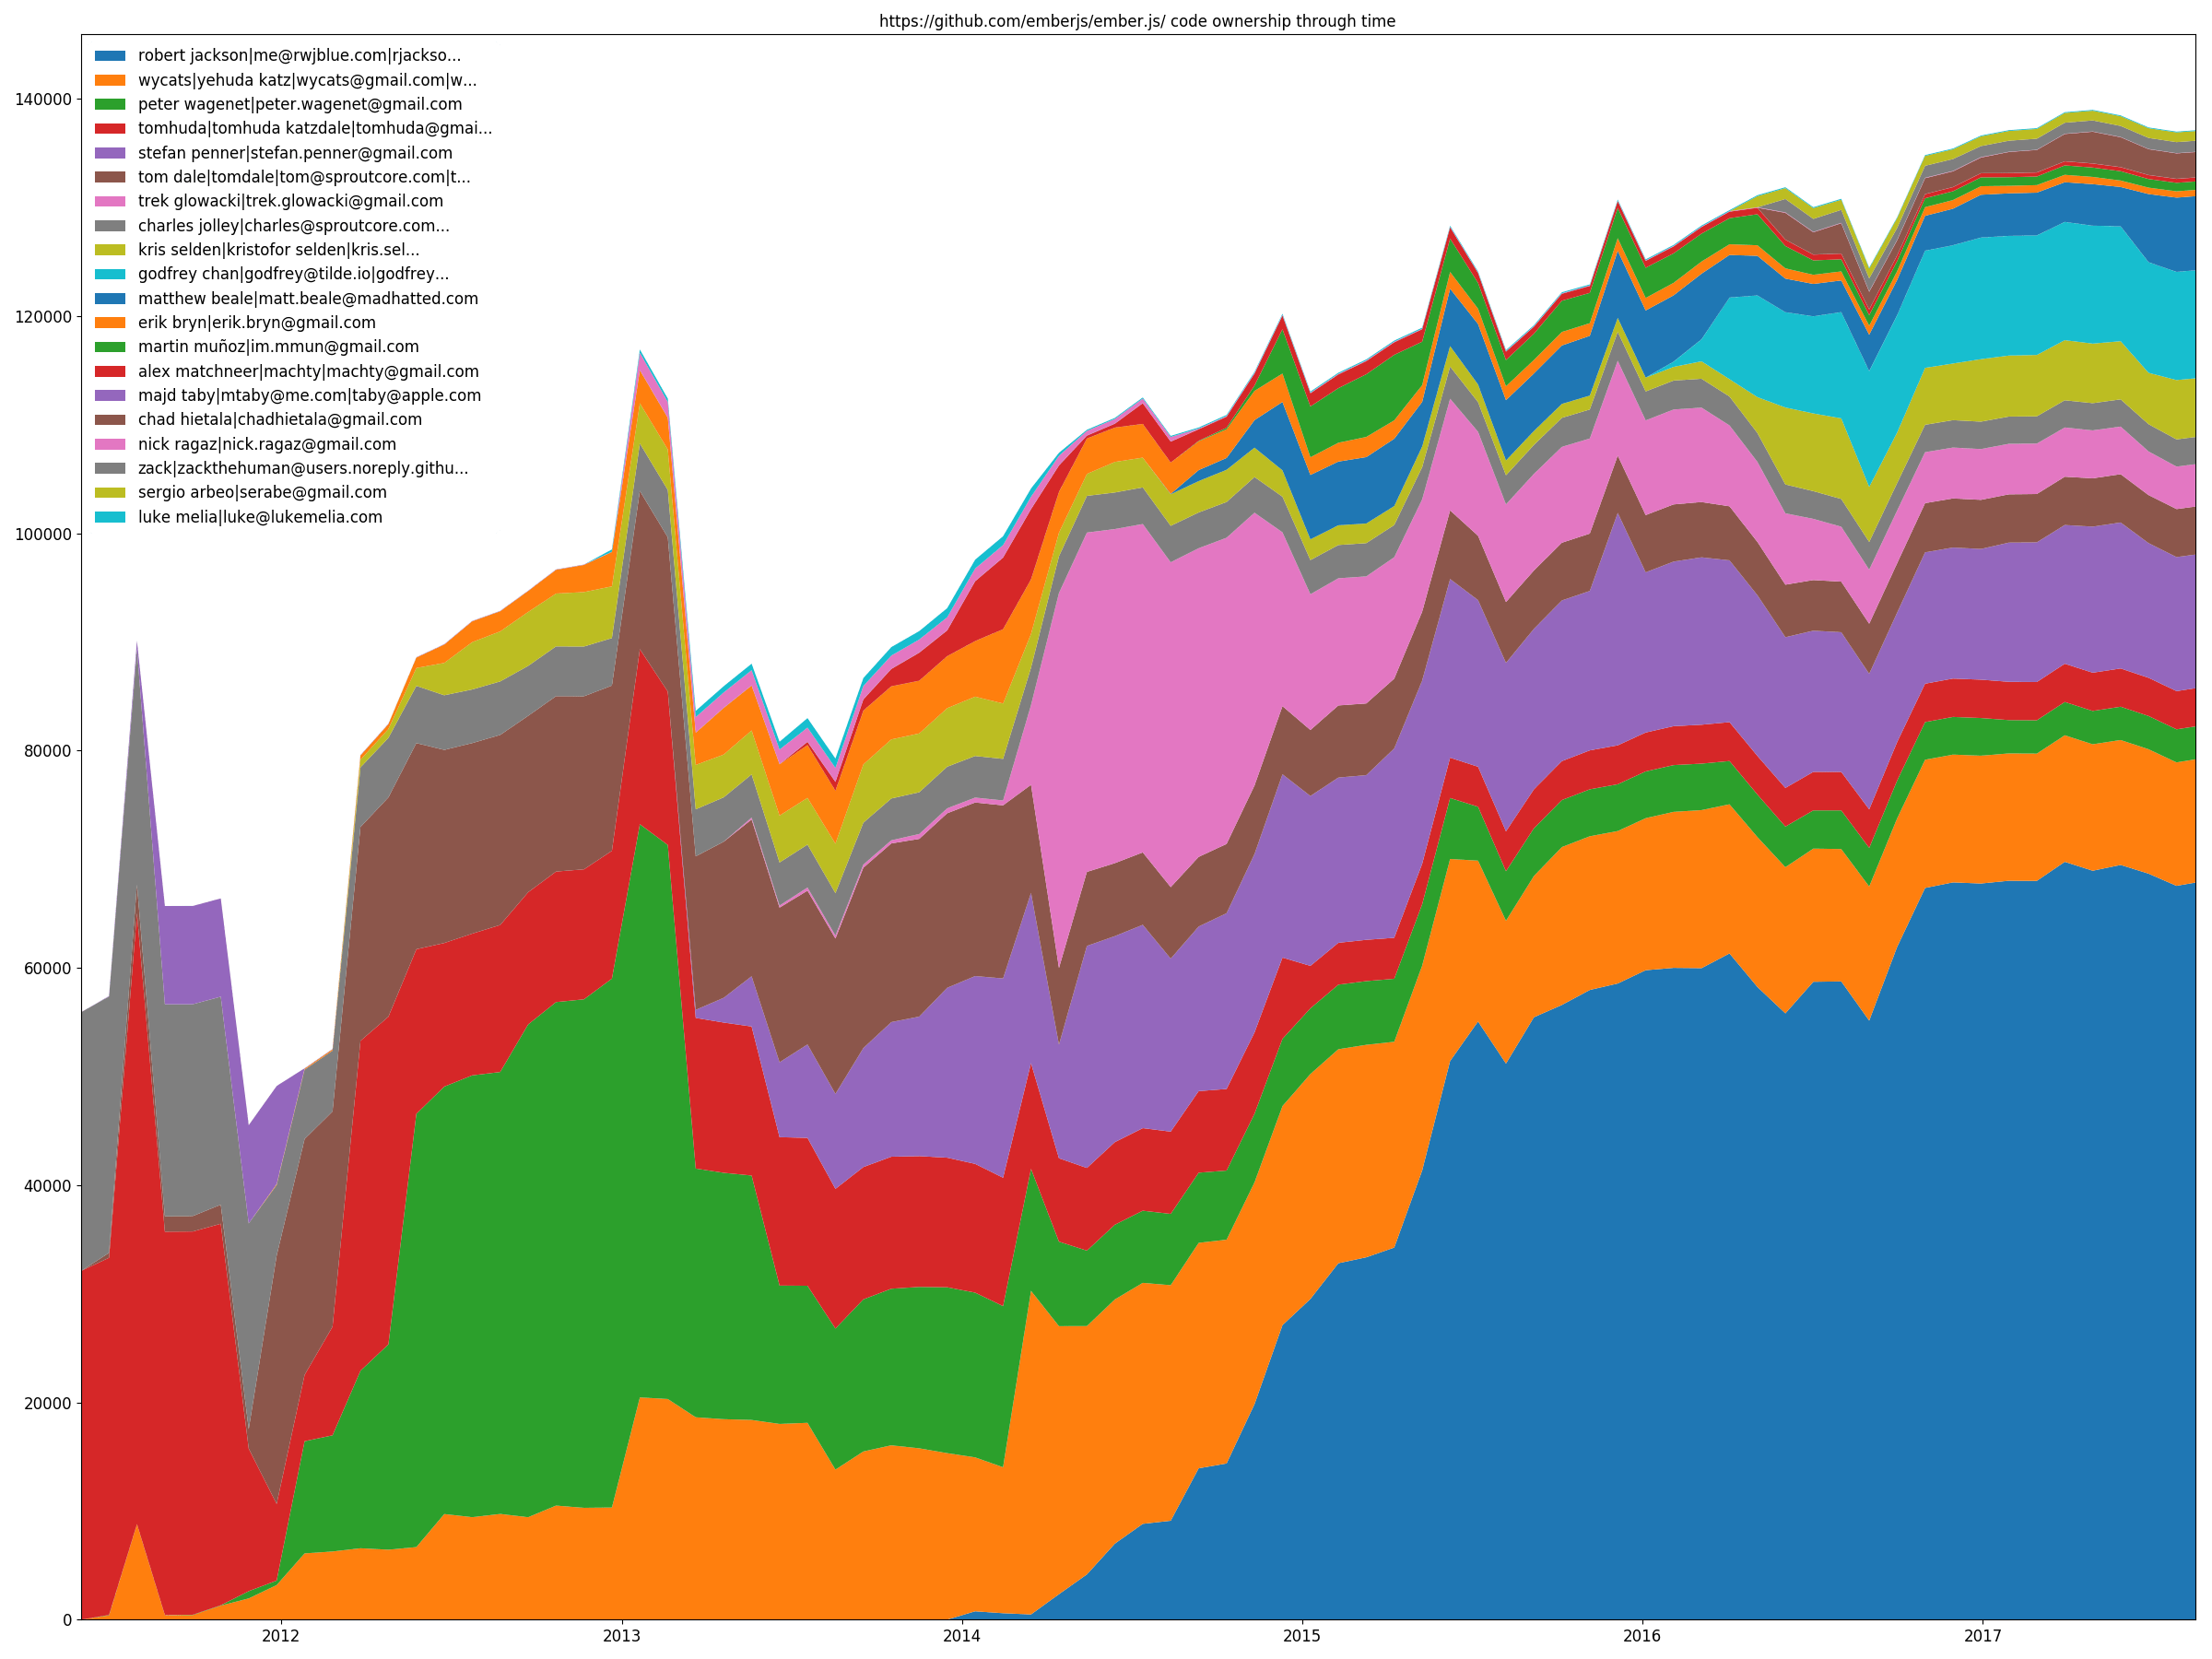 https://github.com/emberjs/ember.js/ code ownership through time
robert jackson|me@rwjblue.com|rjackso...
wycats|yehuda katz|wycats@gmail.com|w...
peter wagenet|peter.wagenet@gmail.com
tomhuda|tomhuda katzdale|tomhuda@gmai...
stefan penner|stefan.penner@gmail.com
tom dale|tomdale|tom@sproutcore.com|t...
trek glowacki|trek.glowacki@gmail.com
charles jolley|charles@sproutcore.com...
kris selden|kristofor selden|kris.sel...
godfrey chan|godfrey@tilde.io|godfrey...
matthew beale|matt.beale@madhatted.com
erik bryn|erik.bryn@gmail.com
martin muñoz|im.mmun@gmail.com
alex matchneer|machty|machty@gmail.com
majd taby|mtaby@me.com|taby@apple.com
chad hietala|chadhietala@gmail.com
nick ragaz|nick.ragaz@gmail.com
zack|zackthehuman@users.noreply.githu...
sergio arbeo|serabe@gmail.com
luke melia|luke@lukemelia.com
140000
120000
100000
80000
60000
40000
20000
0
2012 2013 2014 2015 2016 2017